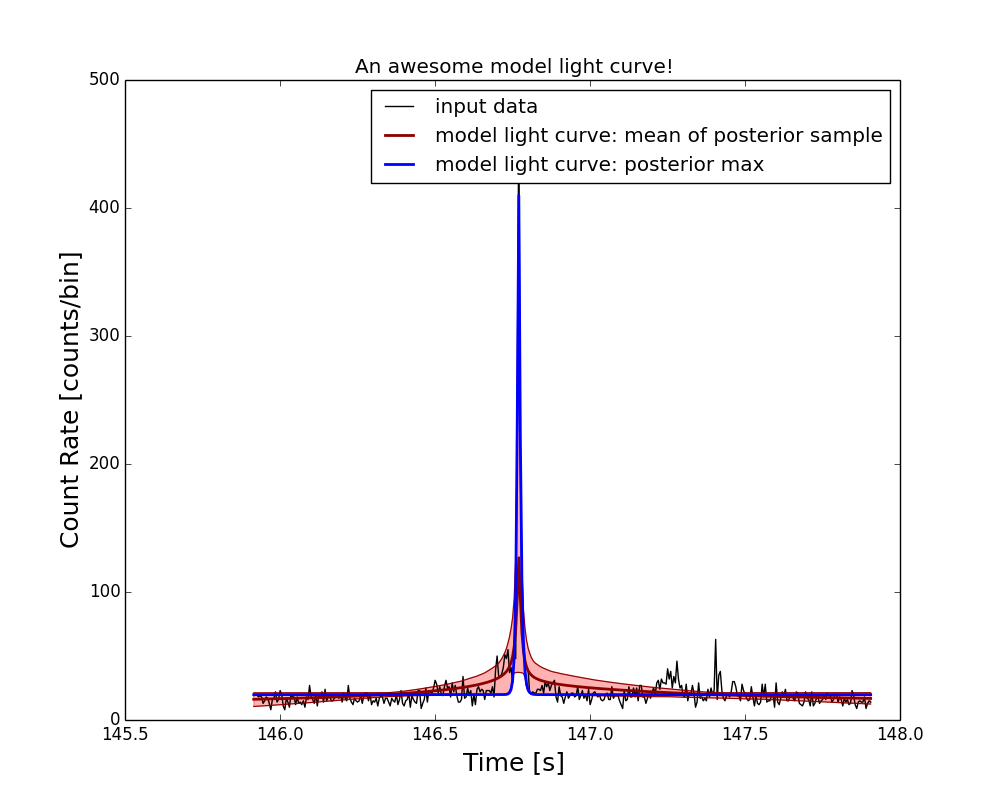 An awesome model light curve!
500
400
300
200
100
0
input data
model light curve: mean of posterior sample
model light curve: posterior max
Count Rate [counts/bin]
145.5 146.0 146.5 147.0 147.5 148.0
Time [s]